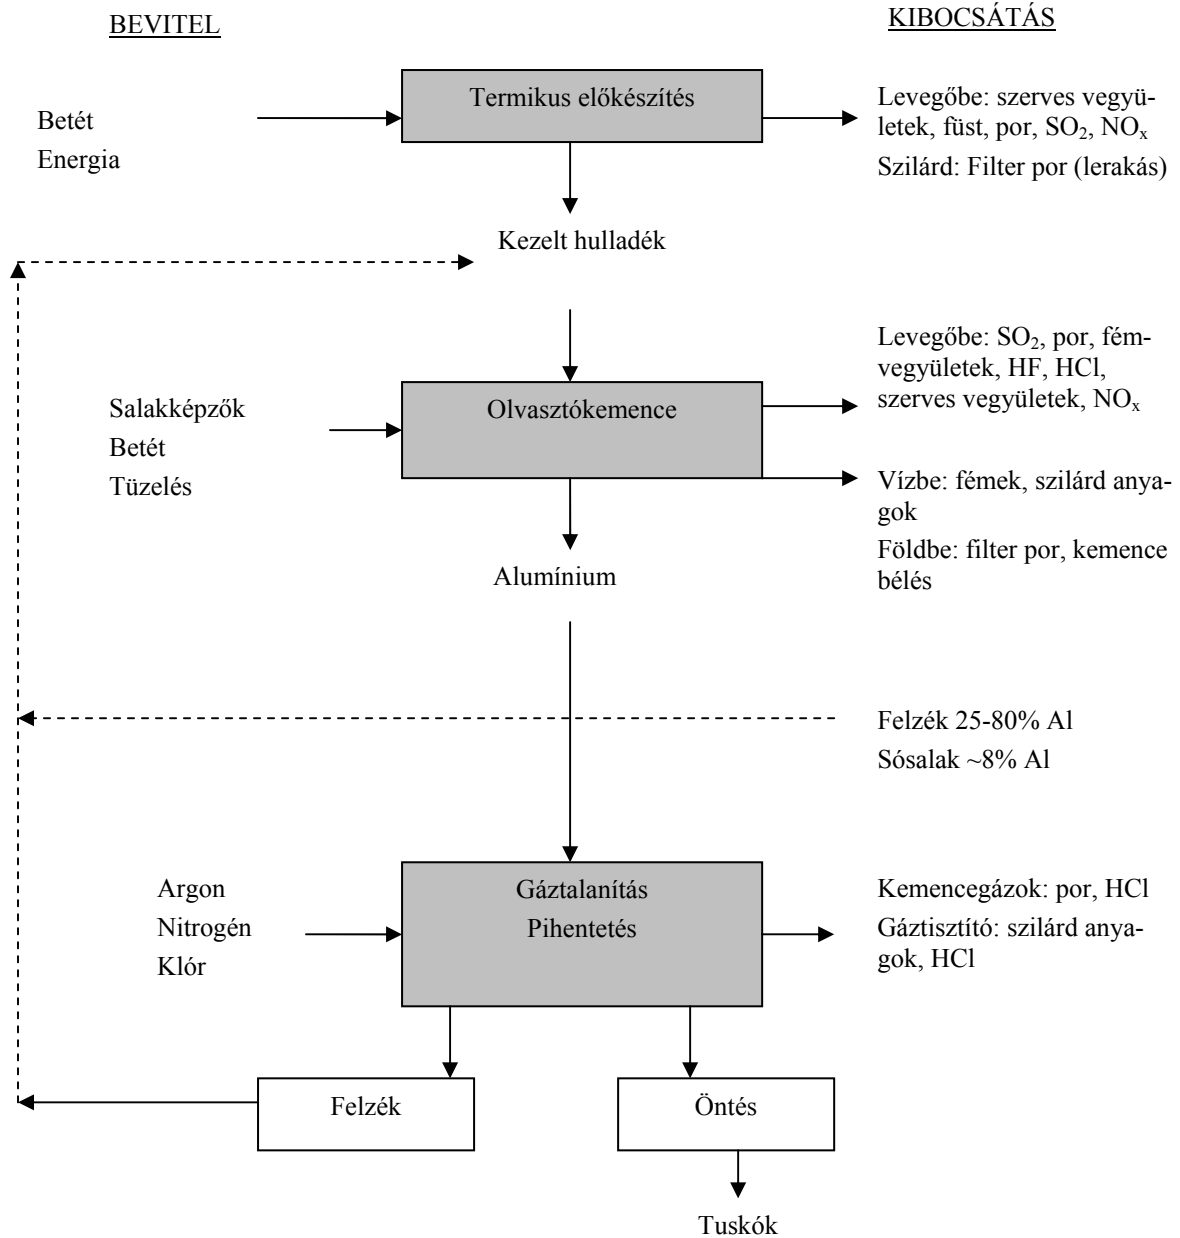 BEVITEL
KIBOCSÁTÁS
Betét
Energia
Termikus előkészítés
Levegőbe: szerves vegyü-
letek, füst, por, SO₂, NOₓ
Szilárd: Filter por (lerakás)
Kezelt hulladék
Salakképzők
Betét
Tüzelés
Olvasztókemence
Levegőbe: SO₂, por, fém-
vegyületek, HF, HCl,
szerves vegyületek, NOₓ
Vízbe: fémek, szilárd anya-
gok
Földbe: filter por, kemence
bélés
Alumínium
Felzék 25-80% Al
Sósalak ~8% Al
Argon
Nitrogén
Klór
Gáztalanítás
Pihentetés
Kemencegázok: por, HCl
Gáztisztító: szilárd anya-
gok, HCl
Felzék
Öntés
Tuskók